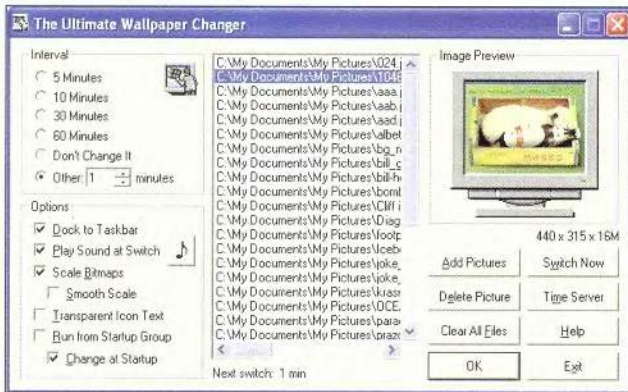 The Ultimate Wallpaper Changer
Interval
5 Minutes
10 Minutes
30 Minutes
60 Minutes
Don't Change It
Other: 1 minutes
Options
Dock to Taskbar
Play Sound at Switch
Scale Bitmaps
Smooth Scale
Transparent Icon Text
Run from Startup Group
Change at Startup
C:\My Documents\My Pictures\024.j
C:\My Documents\My Pictures\1046
C:\My Documents\My Pictures\aaa.j
C:\My Documents\My Pictures\aab.j
C:\My Documents\My Pictures\aad.j
C:\My Documents\My Pictures\albet
C:\My Documents\My Pictures\bg_n
C:\My Documents\My Pictures\bill_g
C:\My Documents\My Pictures\bill-h
C:\My Documents\My Pictures\bomb
C:\My Documents\My Pictures\Cliff i
C:\My Documents\My Pictures\Diag
C:\My Documents\My Pictures\footp
C:\My Documents\My Pictures\Icebe
C:\My Documents\My Pictures\joke_
C:\My Documents\My Pictures\joke_
C:\My Documents\My Pictures\krasn
C:\My Documents\My Pictures\OCEA
C:\My Documents\My Pictures\parac
C:\My Documents\My Pictures\prazo
Next switch: 1 min
Image Preview
440 x 315 x 16M
Add Pictures
Switch Now
Delete Picture
Time Server
Clear All Files
Help
OK
Exit